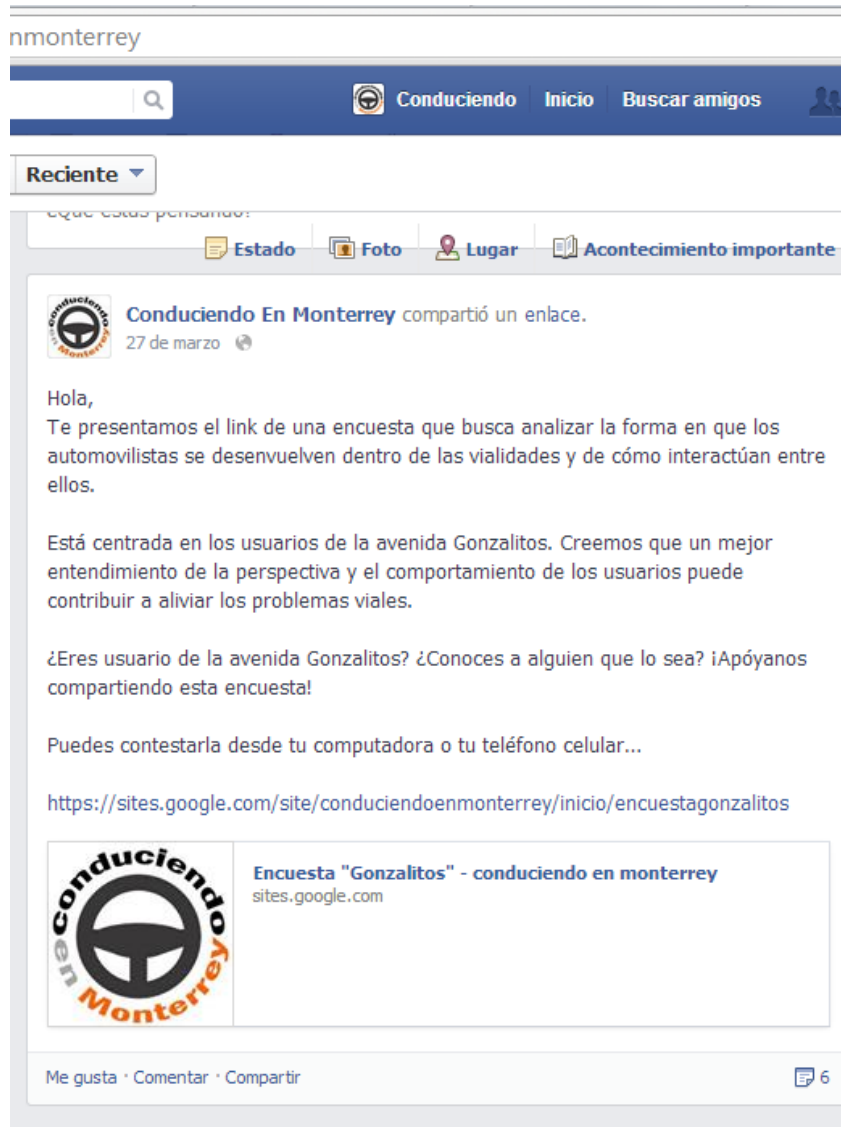 nmonterrey
Conduciendo Inicio Buscar amigos
Reciente
¿Qué estás pensando?
Estado Foto Lugar Acontecimiento importante
conduciendo en Monterrey
Conduciendo En Monterrey compartió un enlace.
27 de marzo
Hola,
Te presentamos el link de una encuesta que busca analizar la forma en que los
automovilistas se desenvuelven dentro de las vialidades y de cómo interactúan entre
ellos.
Está centrada en los usuarios de la avenida Gonzalitos. Creemos que un mejor
entendimiento de la perspectiva y el comportamiento de los usuarios puede
contribuir a aliviar los problemas viales.
¿Eres usuario de la avenida Gonzalitos? ¿Conoces a alguien que lo sea? ¡Apóyanos
compartiendo esta encuesta!
Puedes contestarla desde tu computadora o tu teléfono celular...
https://sites.google.com/site/conduciendoenmonterrey/inicio/encuestagonzalitos
conduciendo en Monterrey
Encuesta "Gonzalitos" - conduciendo en monterrey
sites.google.com
Me gusta · Comentar · Compartir 6